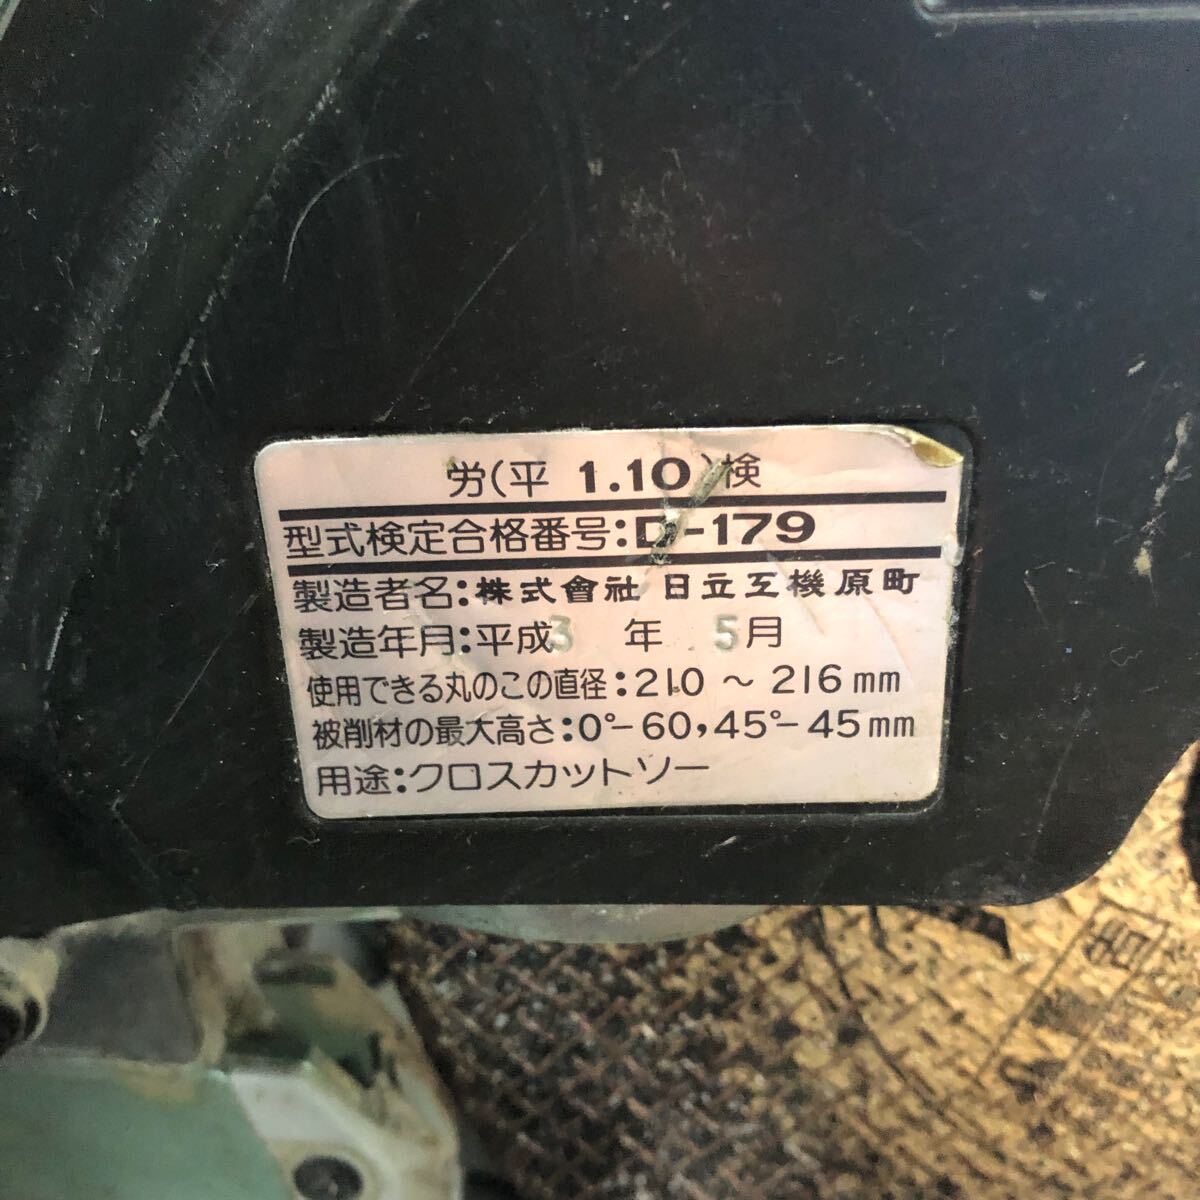 労(平 1.10)検
型式検定合格番号:D-179
製造者名:株式會社 日立工機原町
製造年月:平成3 年 5月
使用できる丸のこの直径:210 ~ 216mm
被削材の最大高さ:0°-60,45°-45mm
用途:クロスカットソー